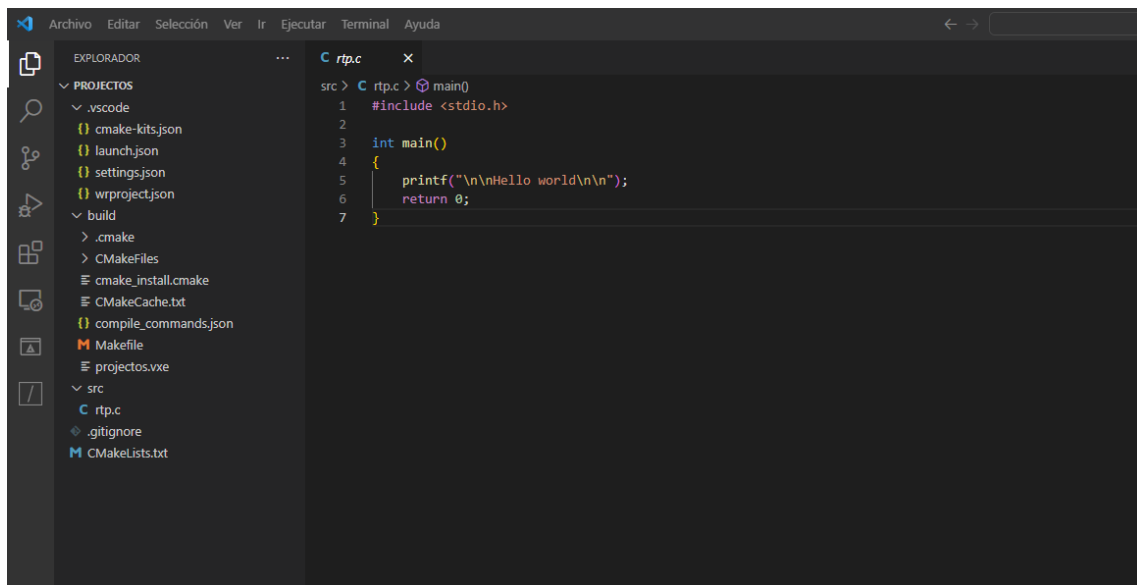 Archivo Editar Selección Ver Ir Ejecutar Terminal Ayuda
EXPLORADOR
PROJECTOS
.vscode
{} cmake-kits.json
{} launch.json
{} settings.json
{} wrproject.json
build
.cmake
CMakeFiles
cmake_install.cmake
CMakeCache.txt
{} compile_commands.json
M Makefile
projectos.vxe
src
C rtp.c
.gitignore
M CMakeLists.txt
C rtp.c
src > C rtp.c > main()
1 #include <stdio.h>
2
3 int main()
4 {
5 printf("\n\nHello world\n\n");
6 return 0;
7 }